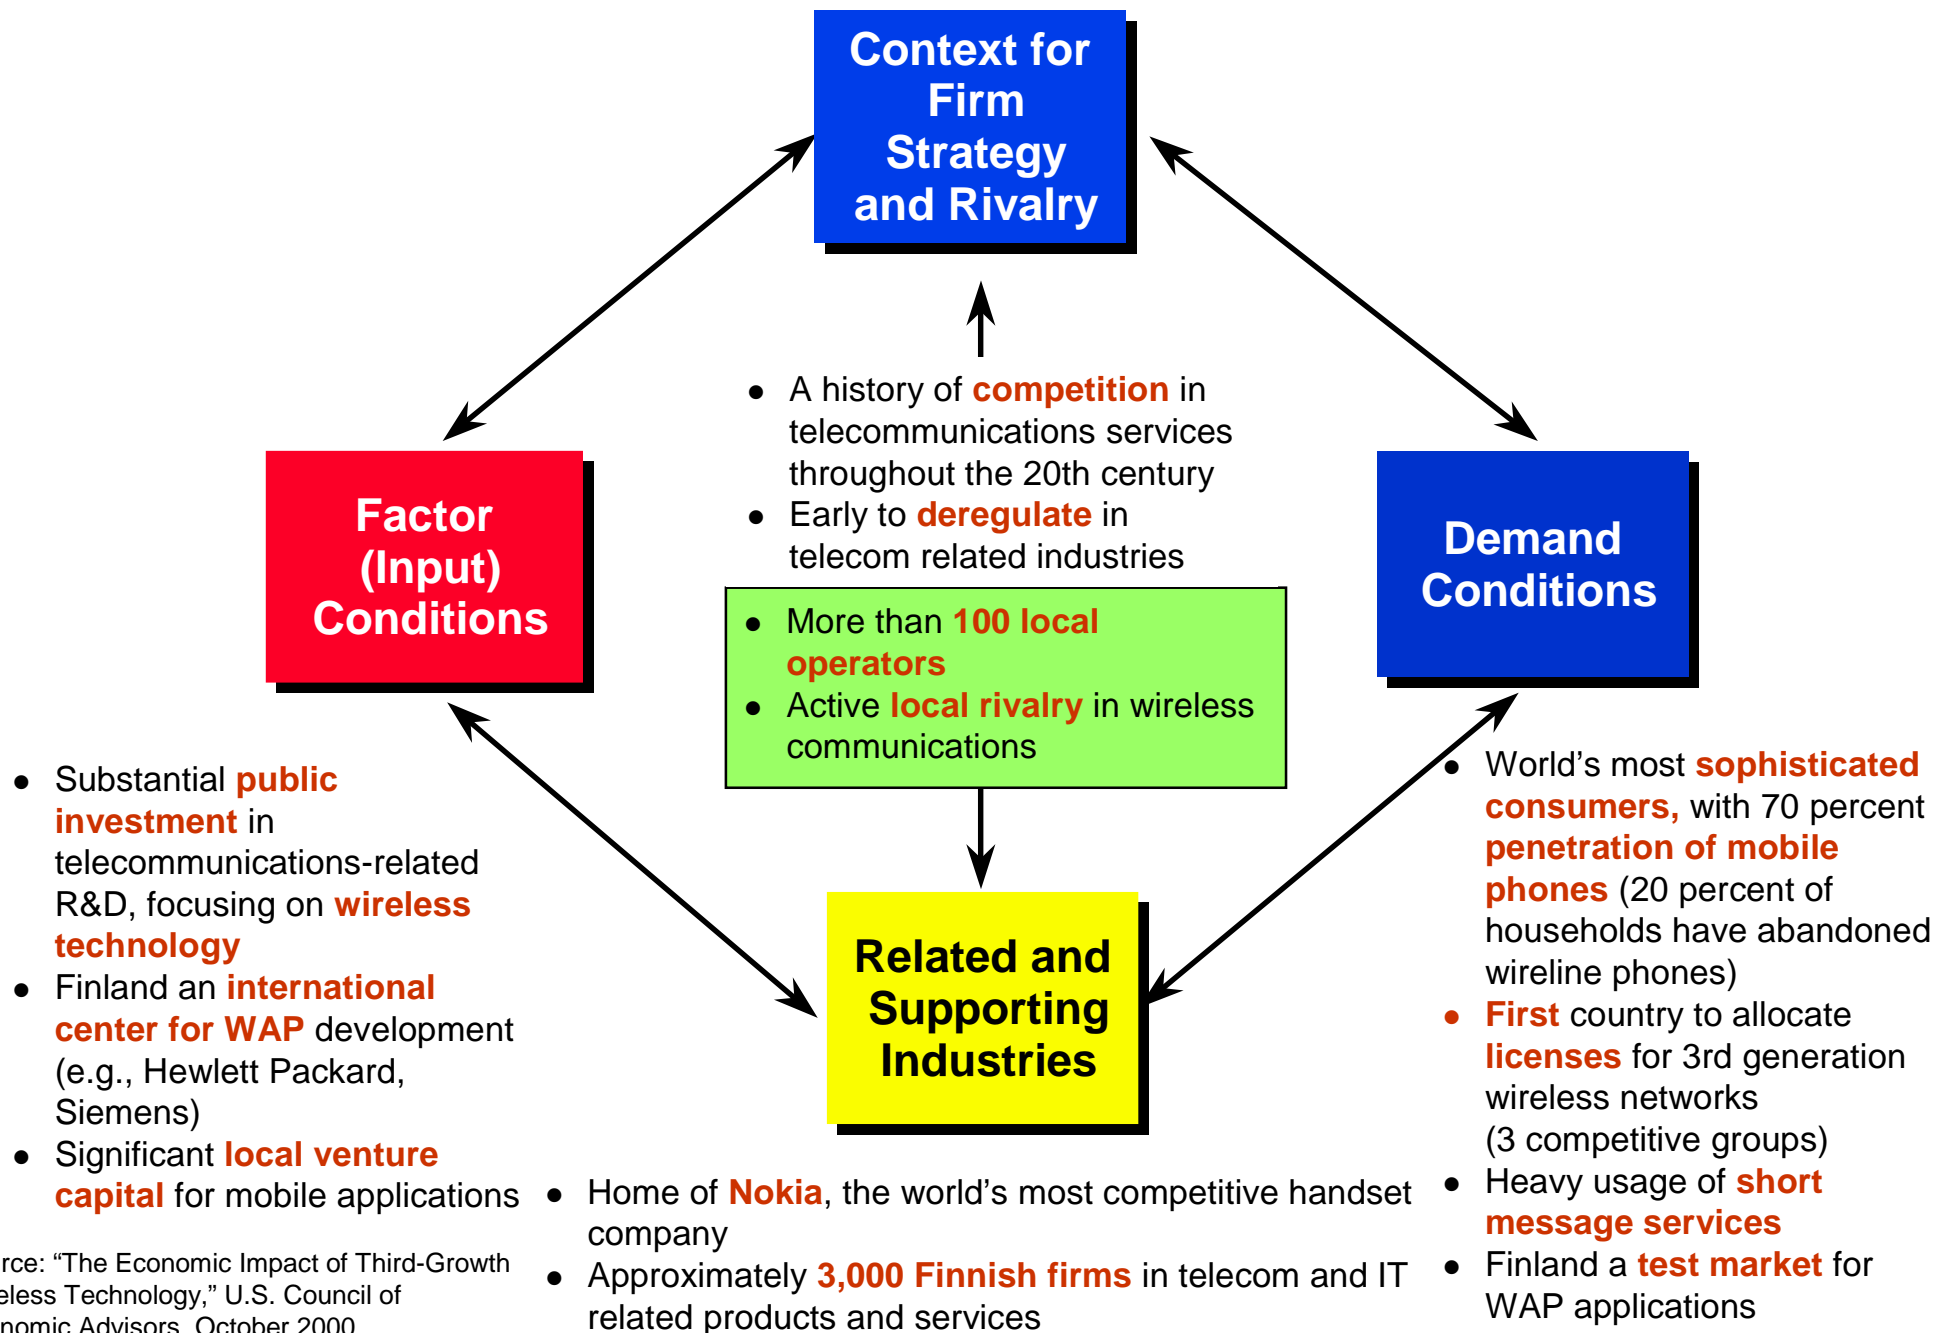 Context for
Firm
Strategy
and Rivalry
● A history of competition in
telecommunications services
throughout the 20th century
● Early to deregulate in
telecom related industries
● More than 100 local
operators
● Active local rivalry in wireless
communications
Factor
(Input)
Conditions
Demand
Conditions
● Substantial public
investment in
telecommunications-related
R&D, focusing on wireless
technology
● Finland an international
center for WAP development
(e.g., Hewlett Packard,
Siemens)
● Significant local venture
capital for mobile applications
Related and
Supporting
Industries
● World’s most sophisticated
consumers, with 70 percent
penetration of mobile
phones (20 percent of
households have abandoned
wireline phones)
● First country to allocate
licenses for 3rd generation
wireless networks
(3 competitive groups)
● Heavy usage of short
message services
● Finland a test market for
WAP applications
● Home of Nokia, the world’s most competitive handset
company
● Approximately 3,000 Finnish firms in telecom and IT
related products and services
rce: “The Economic Impact of Third-Growth
eless Technology,” U.S. Council of
nomic Advisors, October 2000